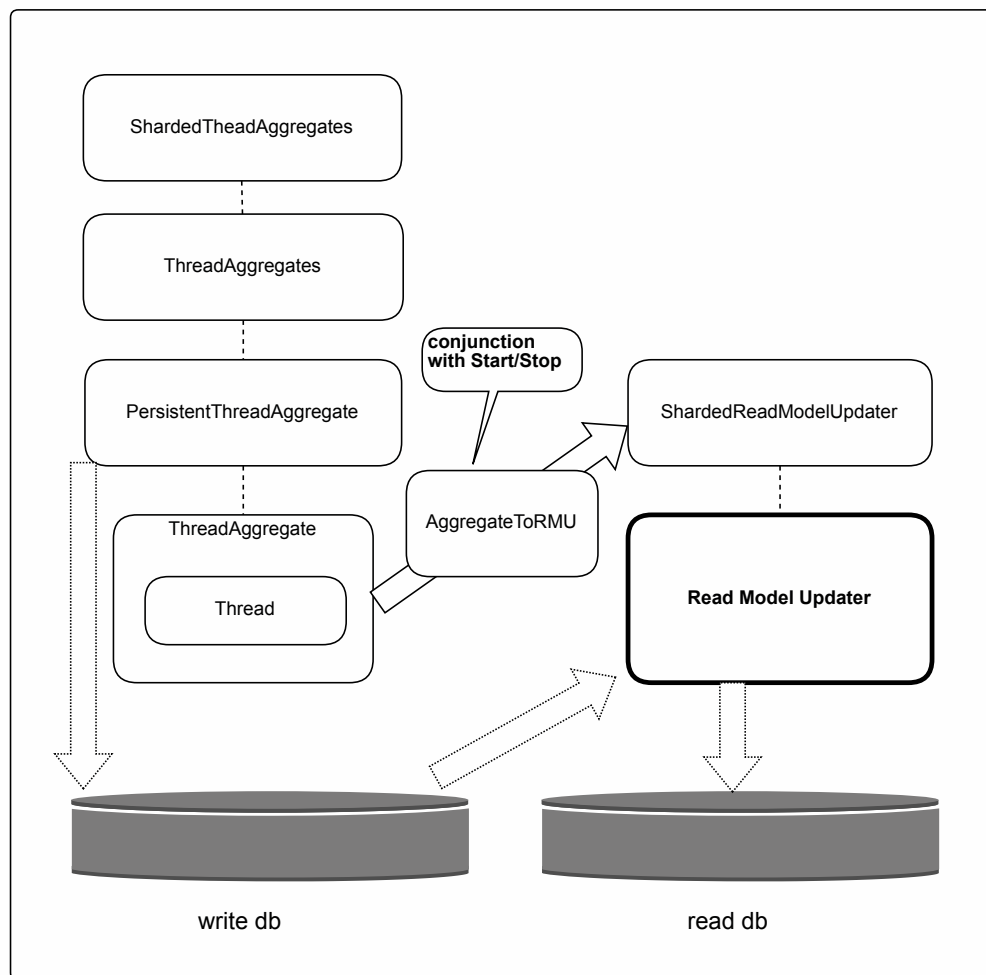 ShardedTheadAggregates
ThreadAggregates
conjunction
with Start/Stop
PersistentThreadAggregate
ShardedReadModelUpdater
ThreadAggregate
AggregateToRMU
Thread
Read Model Updater
write db
read db